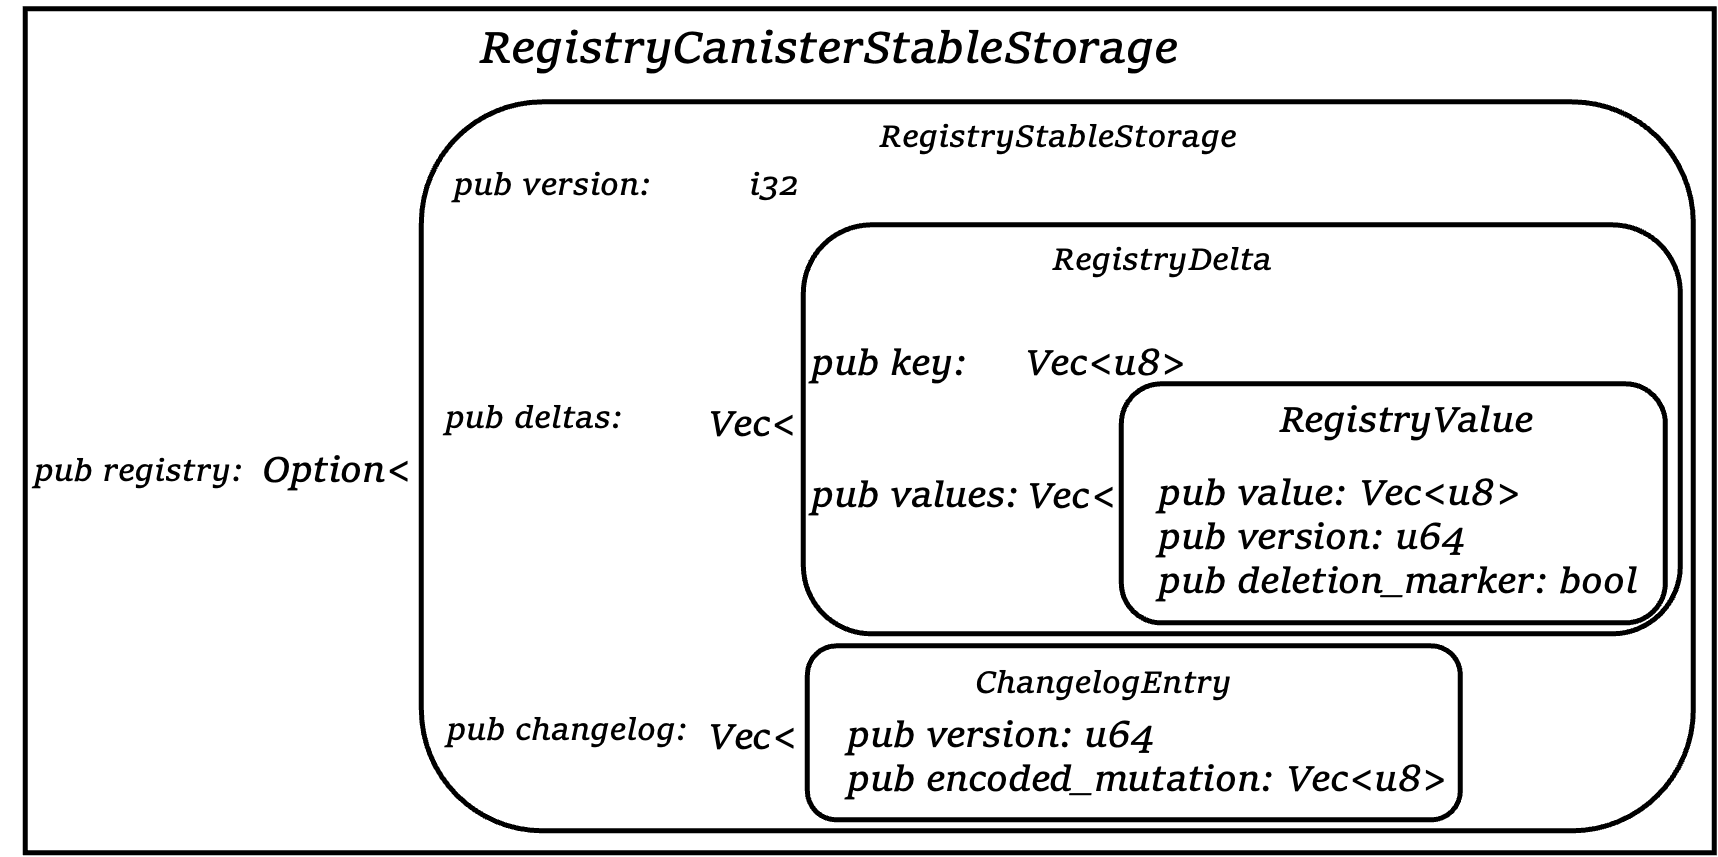 RegistryCanisterStableStorage
RegistryStableStorage
pub version: i32
RegistryDelta
pub key: Vec<u8>
pub deltas: Vec<
RegistryValue
pub registry: Option<
pub values: Vec<
pub value: Vec<u8>
pub version: u64
pub deletion_marker: bool
ChangelogEntry
pub changelog: Vec<
pub version: u64
pub encoded_mutation: Vec<u8>